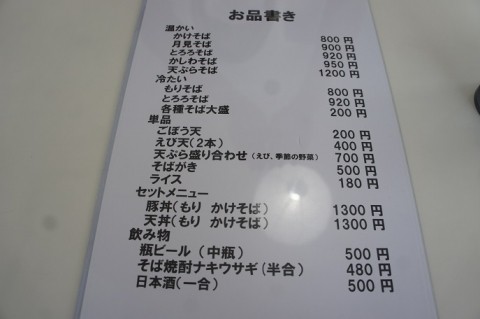 お品書き
温かい
かけそば 800 円
月見そば 900 円
とろろそば 920 円
かしわそば 950 円
天ぷらそば 1200 円
冷たい
もりそば 800 円
とろろそば 920 円
各種そば大盛 200 円
単品
ごぼう天 200 円
えび天(2本) 400 円
天ぷら盛り合わせ(えび、季節の野菜) 700 円
そばがき 500 円
ライス 180 円
セットメニュー
豚丼(もり かけそば) 1300 円
天丼(もり かけそば) 1300 円
飲み物
瓶ビール (中瓶) 500 円
そば焼酎ナキウサギ(半合) 480 円
日本酒(一合) 500 円